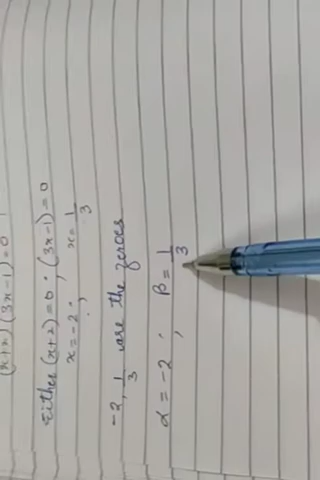 (x+2)(3x-1)=0
Either (x+2)=0 · (3x-1)=0
x=-2 · , x=1/3
-2, 1/3 are the zeroes
α = -2 , β = 1/3